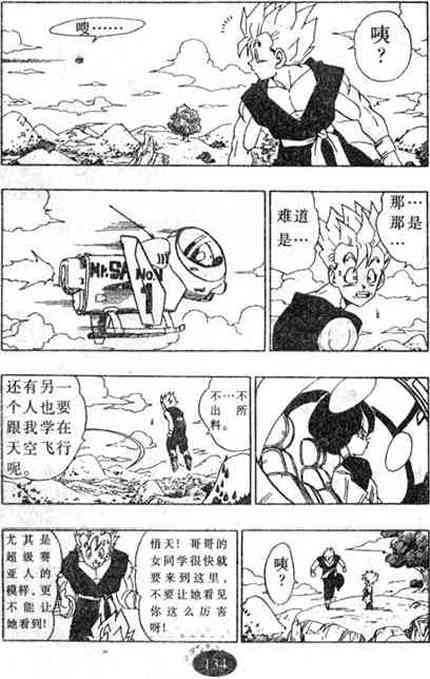 咦？
嗖……
那…
那是
…
难道
是…
Mr.SA
No.1
不…不所
出
料。
还有另一
个人也要
跟我学在
天空飞行
呢。
咦？
悟天！哥哥的
女同学很快就
要来到这里，
不要让她看见
你这么厉害
呀！
尤其是
超级赛
亚人的
模样，更
不能让
她看到！
134